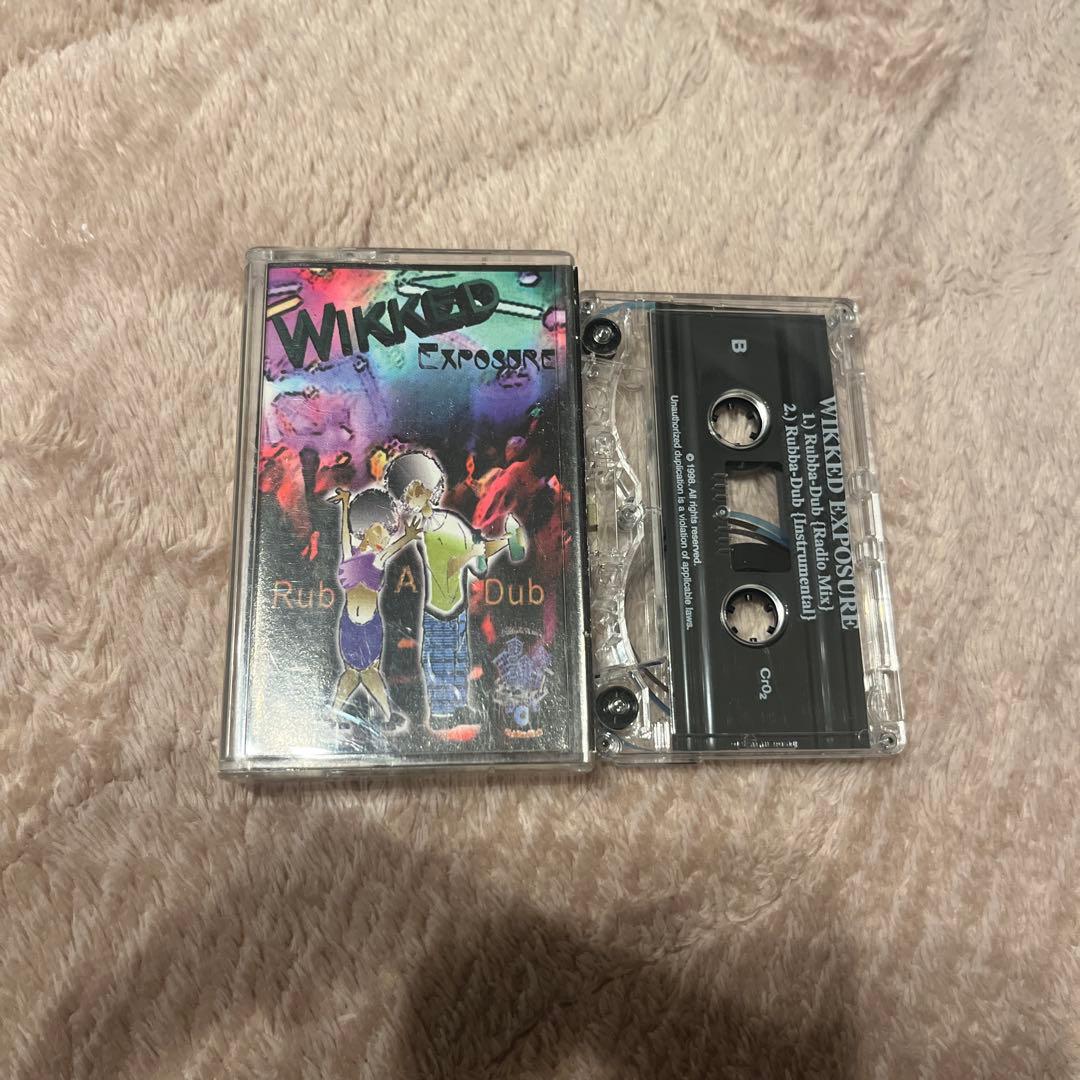 WIKKED
EXPOSURE
Rub A Dub
B
WIKKED EXPOSURE
1.) Rubba-Dub {Radio Mix}
2.) Rubba-Dub {Instrumental}
© 1998. All rights reserved.
Unauthorized duplication is a violation of applicable laws.
CrO₂